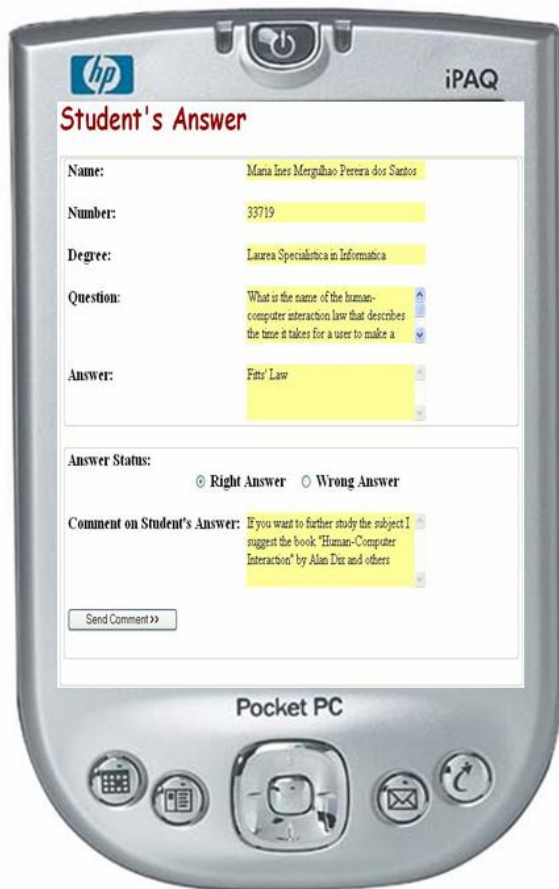 hp
iPAQ
Student's Answer
Name: Maria Ines Mergulhao Pereira dos Santos
Number: 33719
Degree: Laurea Specialistica in Informatica
Question: What is the name of the human-
computer interaction law that describes
the time it takes for a user to make a
Answer: Fitts' Law
Answer Status:
Right Answer Wrong Answer
Comment on Student's Answer: If you want to further study the subject I
suggest the book "Human-Computer
Interaction" by Alan Dix and others
Send Comment >>
Pocket PC